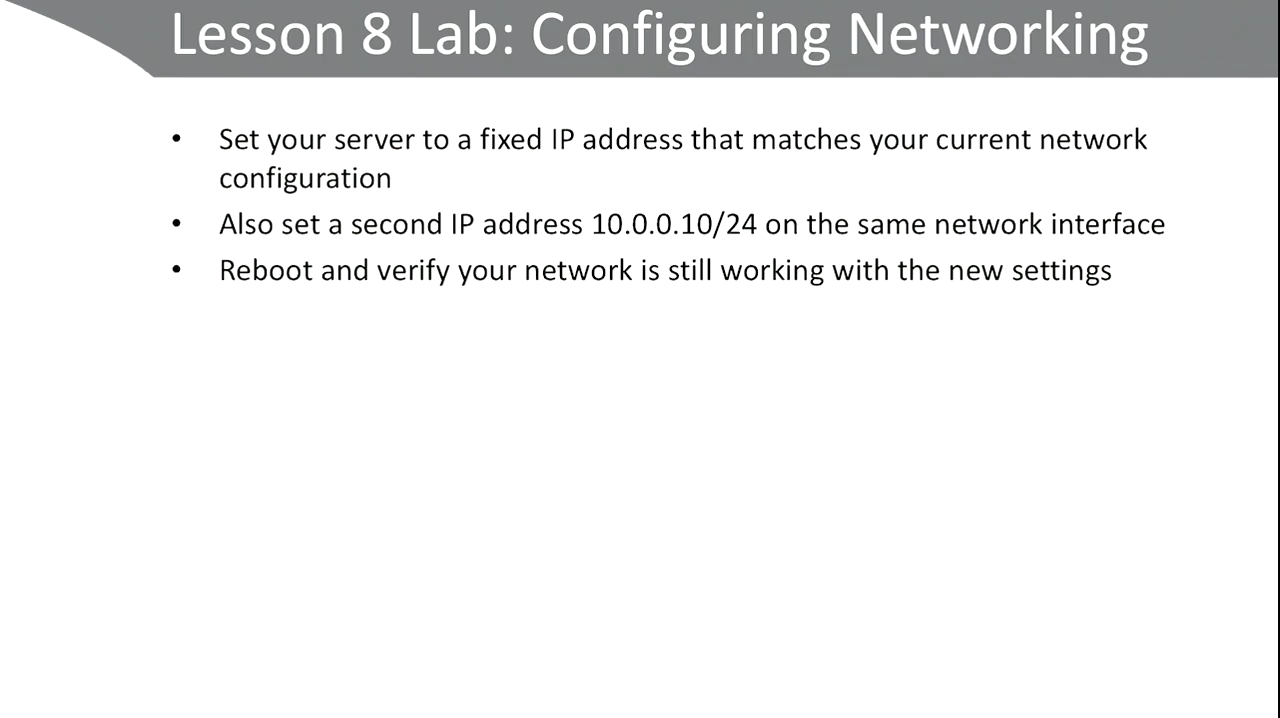 Lesson 8 Lab: Configuring Networking
• Set your server to a fixed IP address that matches your current network
configuration
• Also set a second IP address 10.0.0.10/24 on the same network interface
• Reboot and verify your network is still working with the new settings